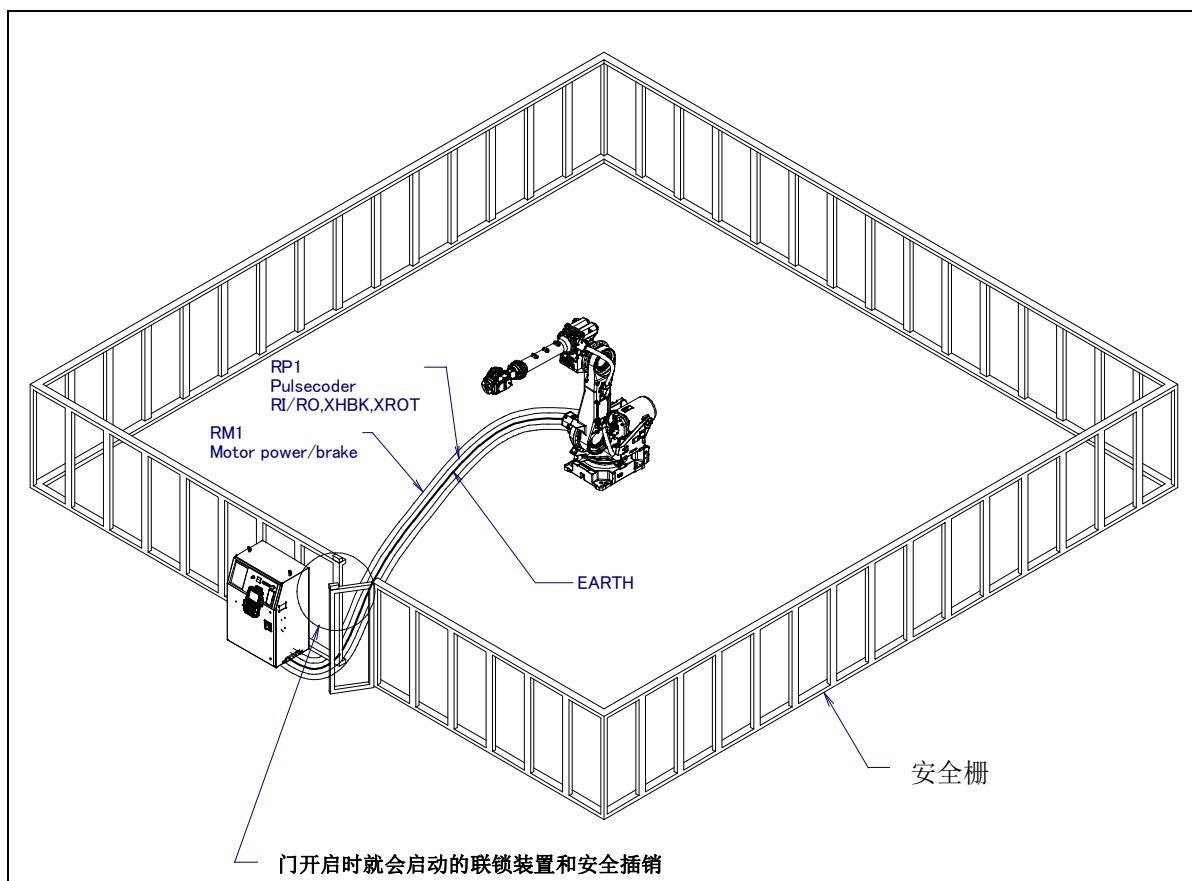 RP1
Pulsecoder
RI/RO,XHBK,XROT
RM1
Motor power/brake
EARTH
安全栅
门开启时就会启动的联锁装置和安全插销